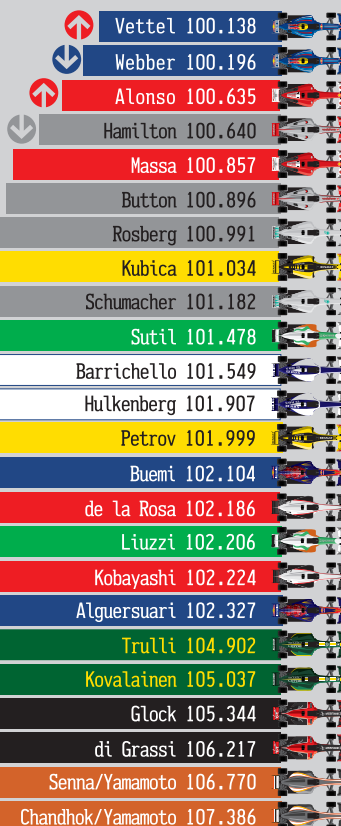 Vettel 100.138
Webber 100.196
Alonso 100.635
Hamilton 100.640
Massa 100.857
Button 100.896
Rosberg 100.991
Kubica 101.034
Schumacher 101.182
Sutil 101.478
Barrichello 101.549
Hulkenberg 101.907
Petrov 101.999
Buemi 102.104
de la Rosa 102.186
Liuzzi 102.206
Kobayashi 102.224
Alguersuari 102.327
Trulli 104.902
Kovalainen 105.037
Glock 105.344
di Grassi 106.217
Senna/Yamamoto 106.770
Chandhok/Yamamoto 107.386